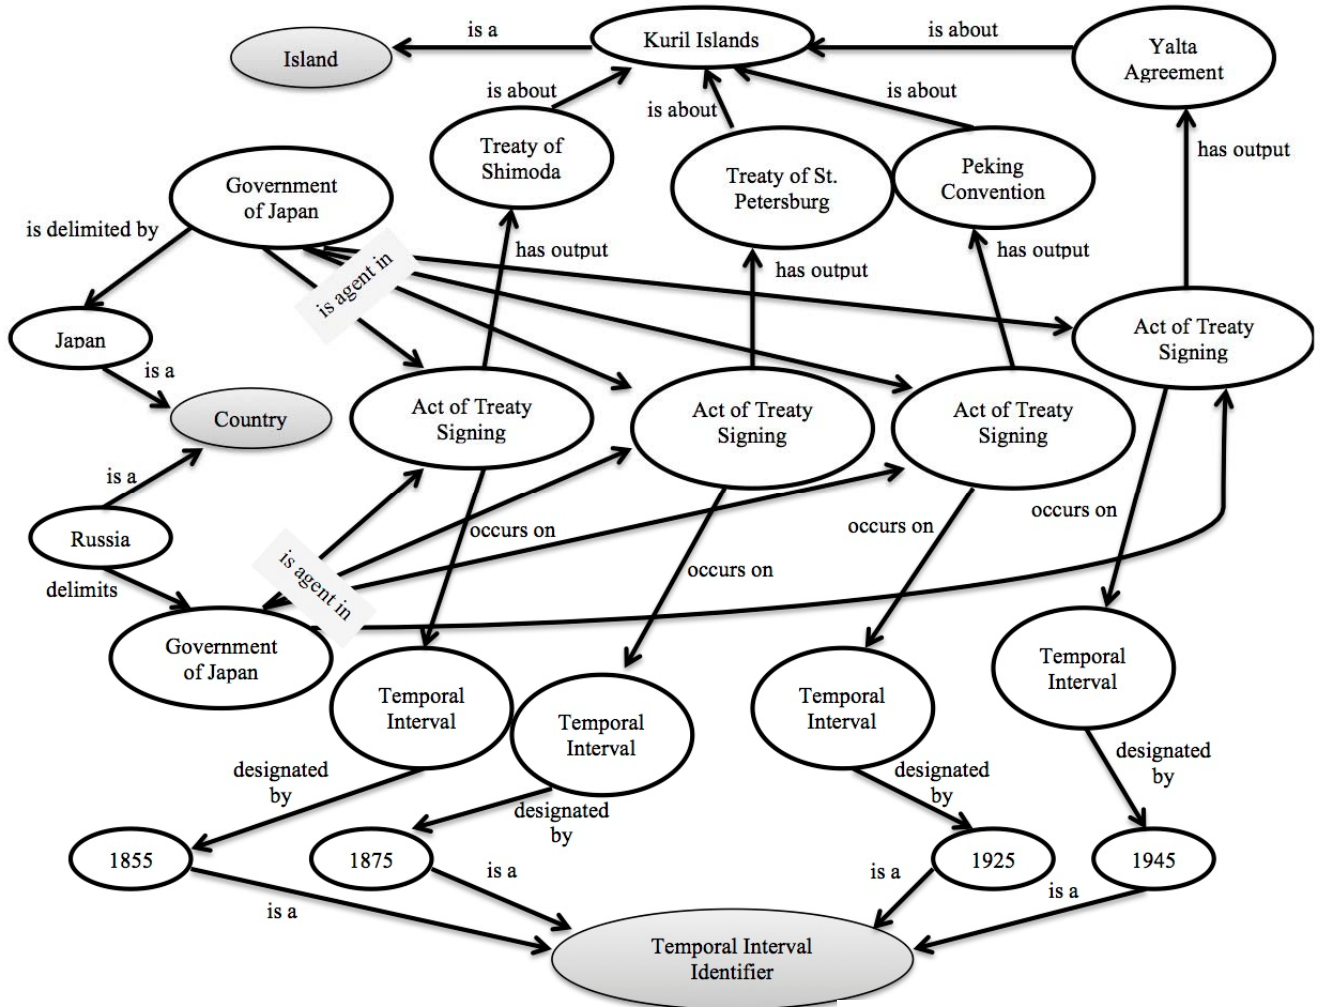 is a
Kuril Islands
is about
Yalta
Agreement
Island
is about
is about
is about
Treaty of
Shimoda
Treaty of St.
Petersburg
Peking
Convention
has output
Government
of Japan
is delimited by
is agent in
has output
has output
has output
Japan
is a
Country
Act of Treaty
Signing
Act of Treaty
Signing
Act of Treaty
Signing
Act of Treaty
Signing
is a
Russia
delimits
is agent in
occurs on
occurs on
occurs on
occurs on
Government
of Japan
Temporal
Interval
Temporal
Interval
Temporal
Interval
Temporal
Interval
designated
by
designated
by
designated
by
designated
by
1855
1875
1925
1945
is a
is a
is a
is a
Temporal Interval
Identifier